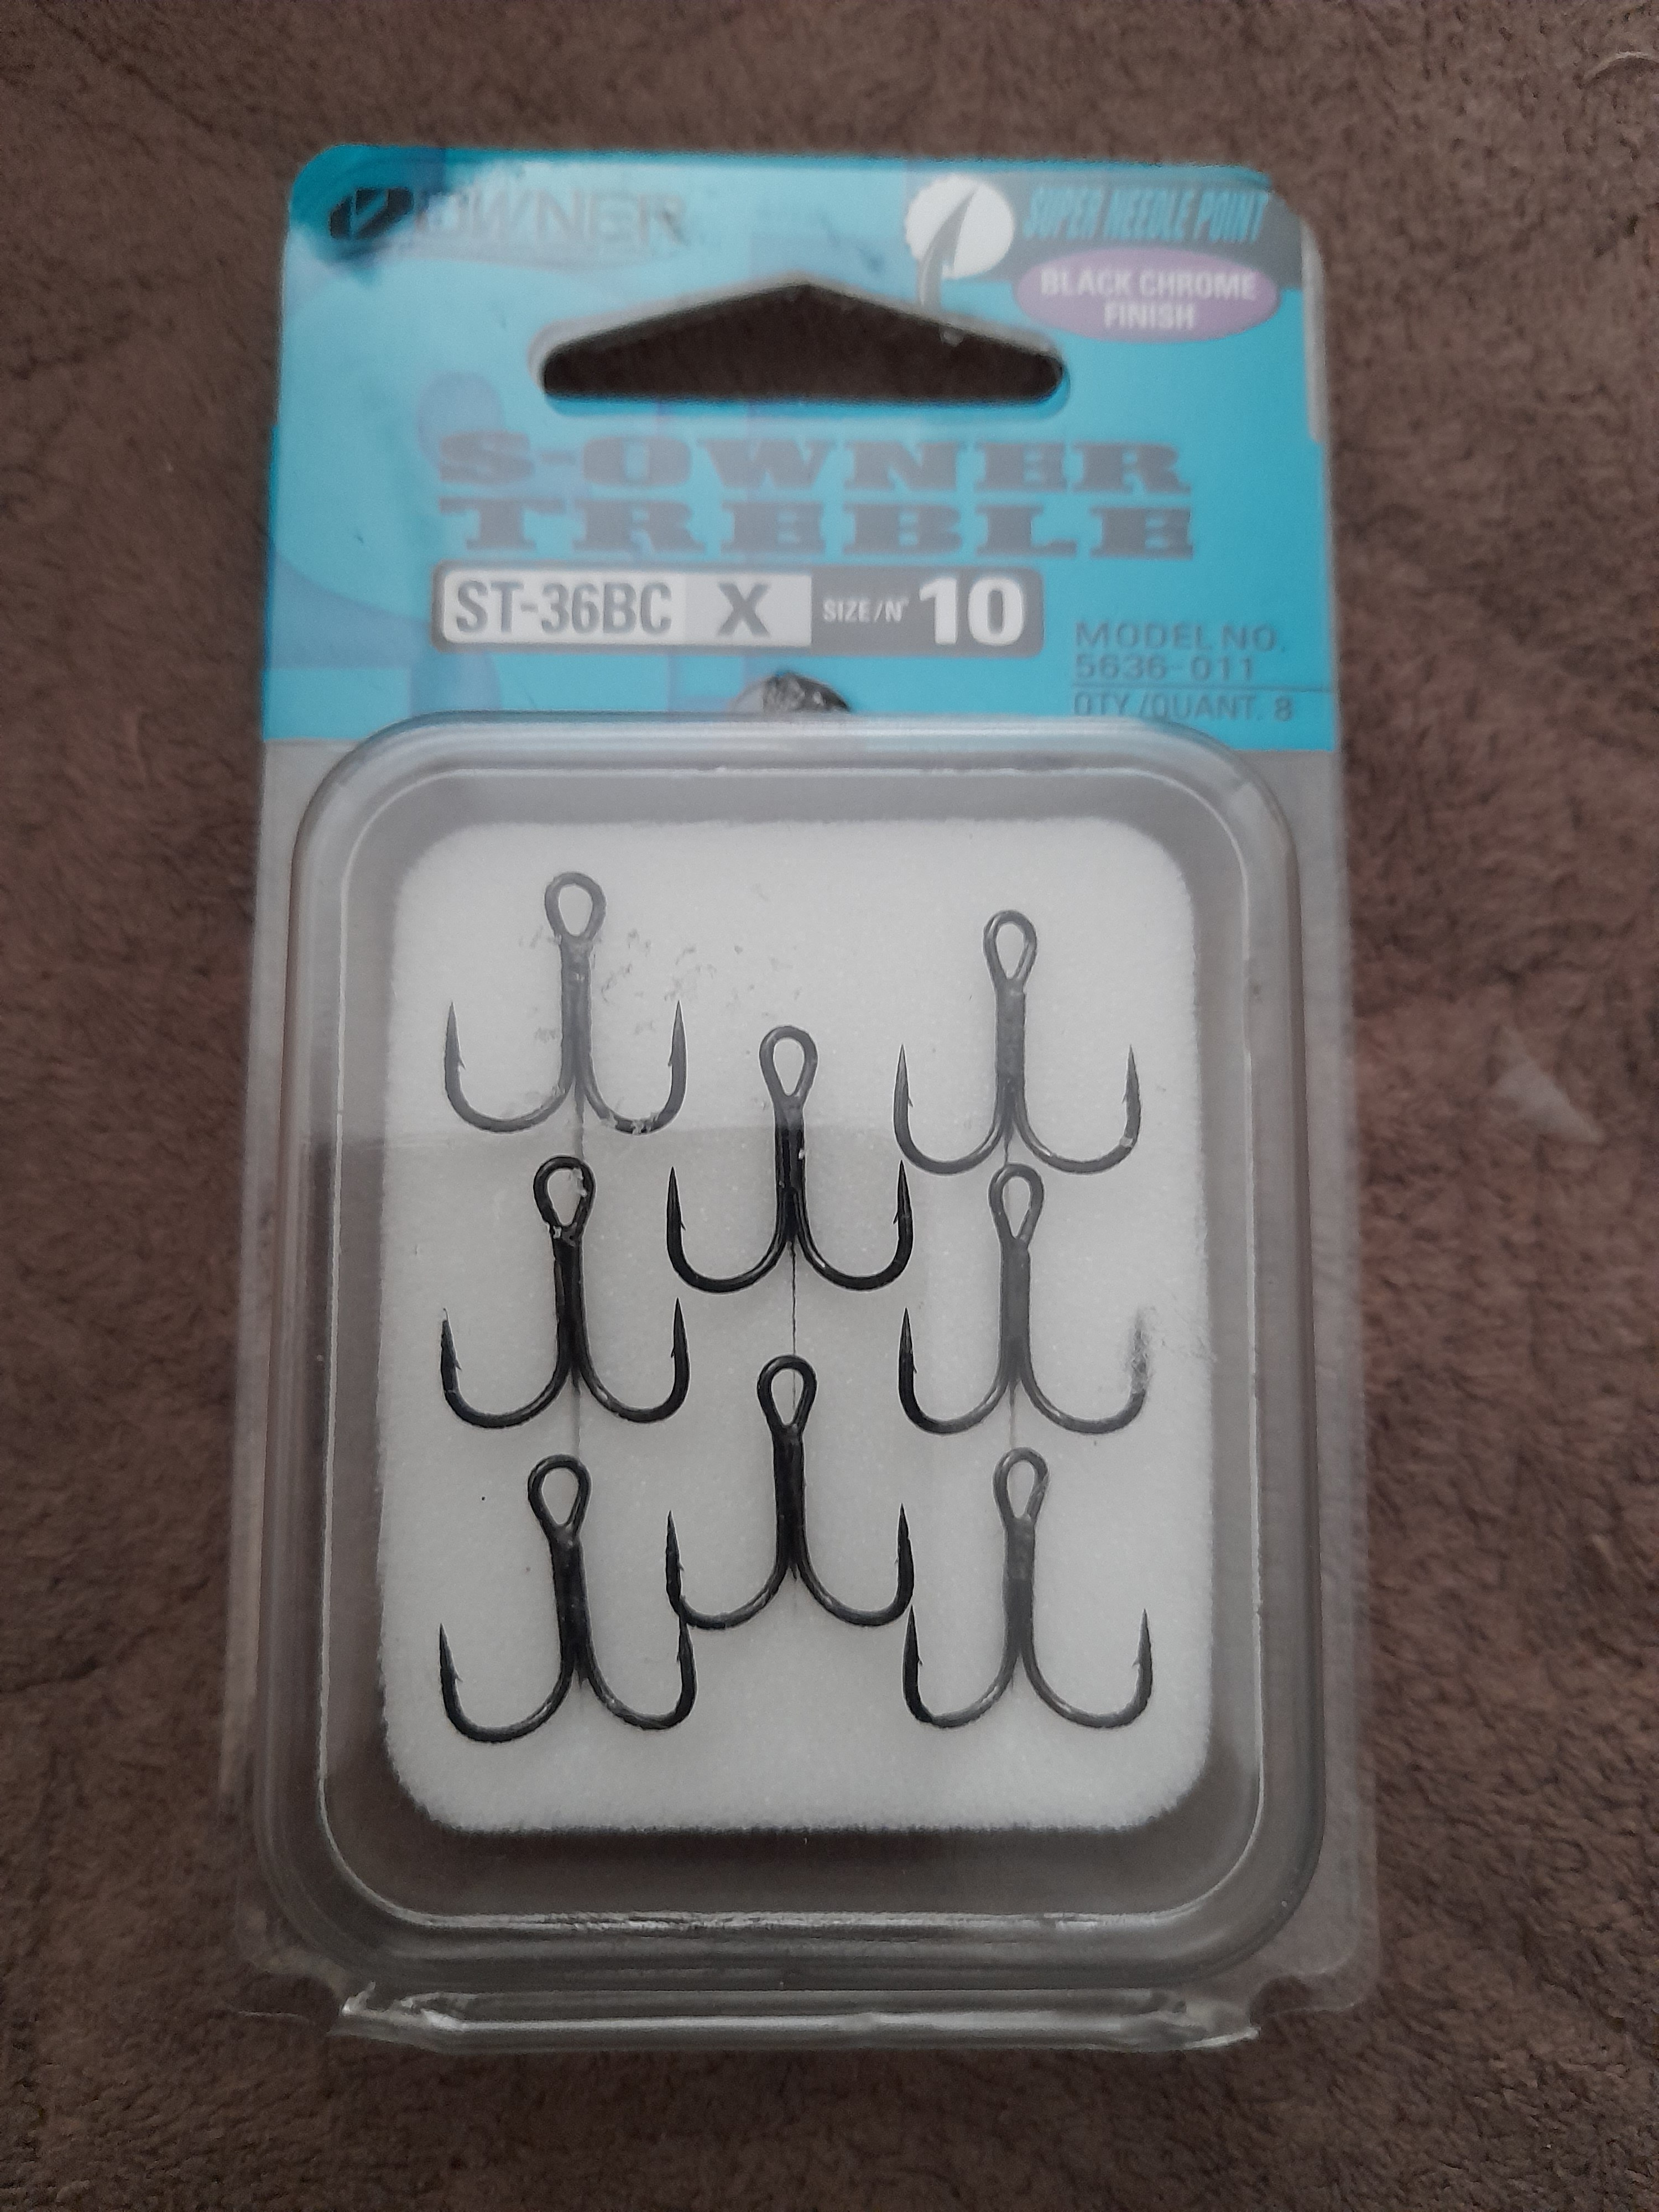 OWNER
SUPER NEEDLE POINT
BLACK CHROME
FINISH
S-OWNER
TREBLE
ST-36BC X SIZE/N° 10
MODEL NO.
5636-011
QTY./QUANT. 8